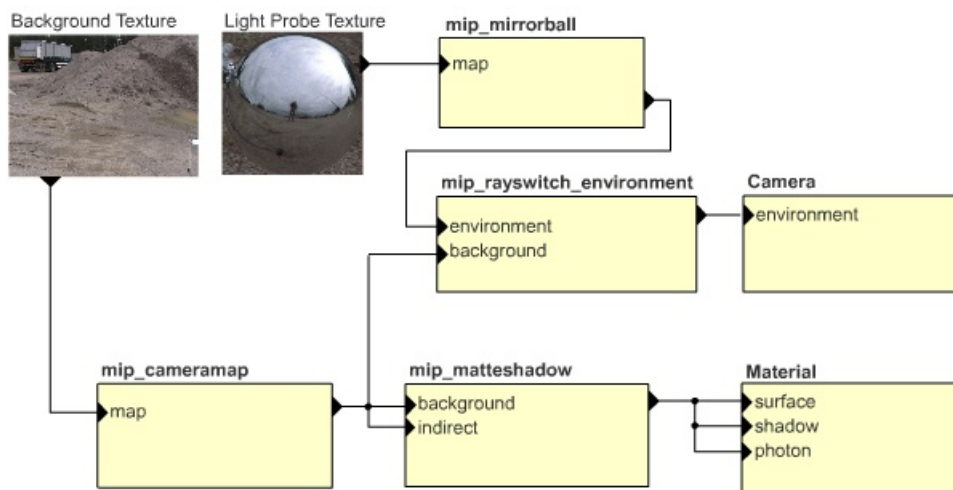 Background Texture
Light Probe Texture
mip_mirrorball
map
mip_rayswitch_environment
environment
background
Camera
environment
mip_cameramap
map
mip_matteshadow
background
indirect
Material
surface
shadow
photon